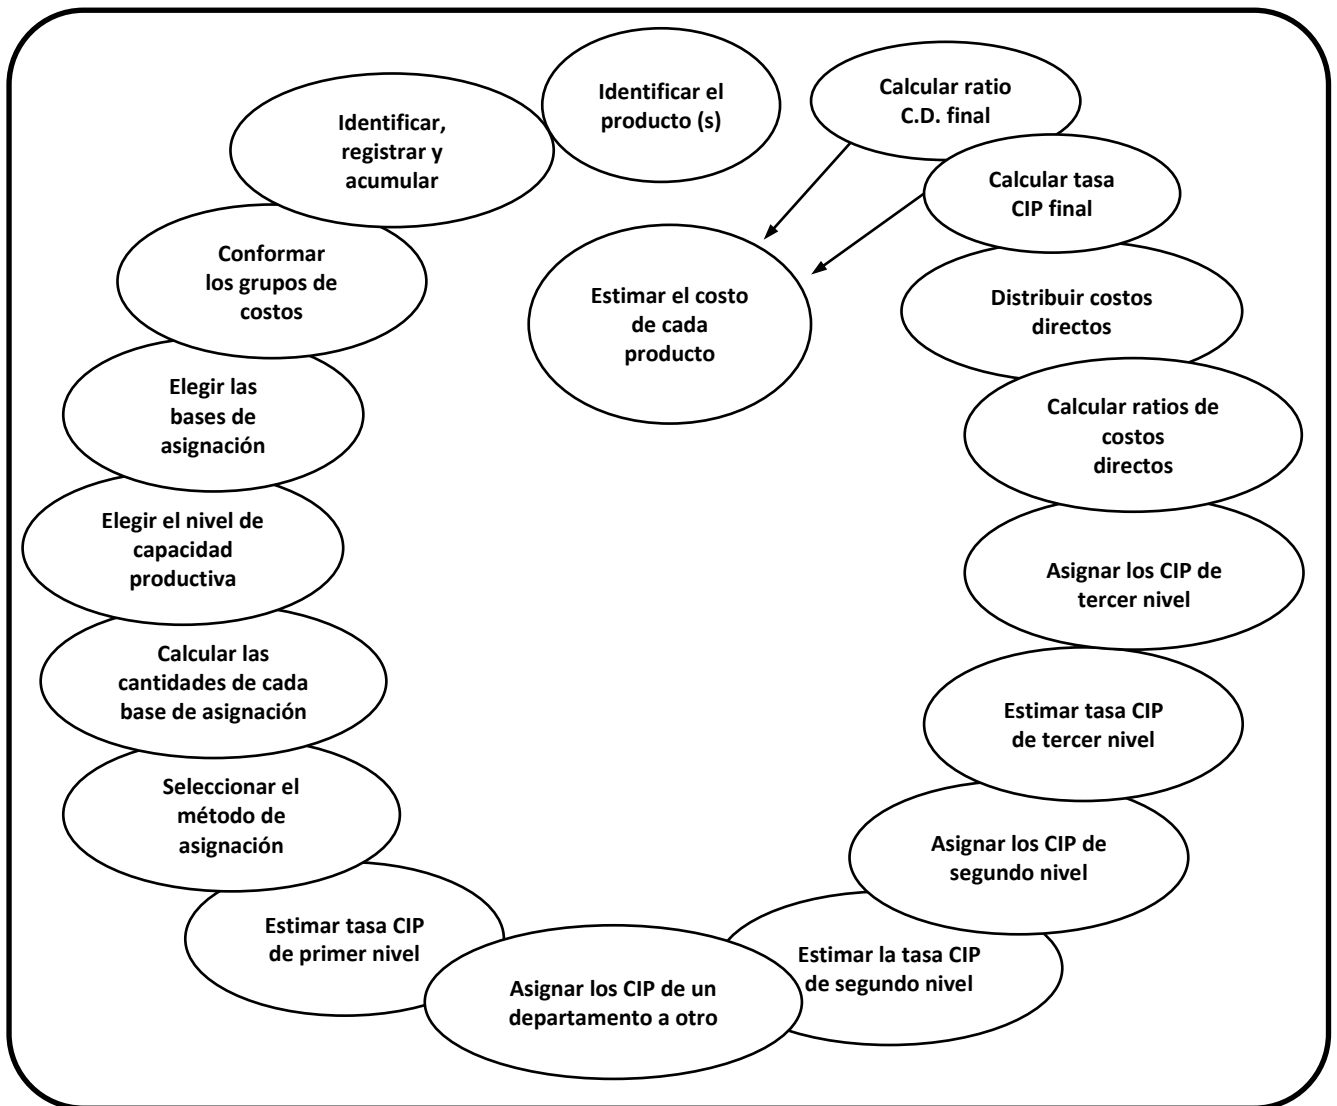 Identificar el
producto (s)
Identificar,
registrar y
acumular
Conformar
los grupos de
costos
Elegir las
bases de
asignación
Elegir el nivel de
capacidad
productiva
Calcular las
cantidades de cada
base de asignación
Seleccionar el
método de
asignación
Estimar tasa CIP
de primer nivel
Asignar los CIP de un
departamento a otro
Estimar la tasa CIP
de segundo nivel
Asignar los CIP de
segundo nivel
Estimar tasa CIP
de tercer nivel
Asignar los CIP de
tercer nivel
Calcular ratios de
costos
directos
Distribuir costos
directos
Calcular tasa
CIP final
Calcular ratio
C.D. final
Estimar el costo
de cada
producto